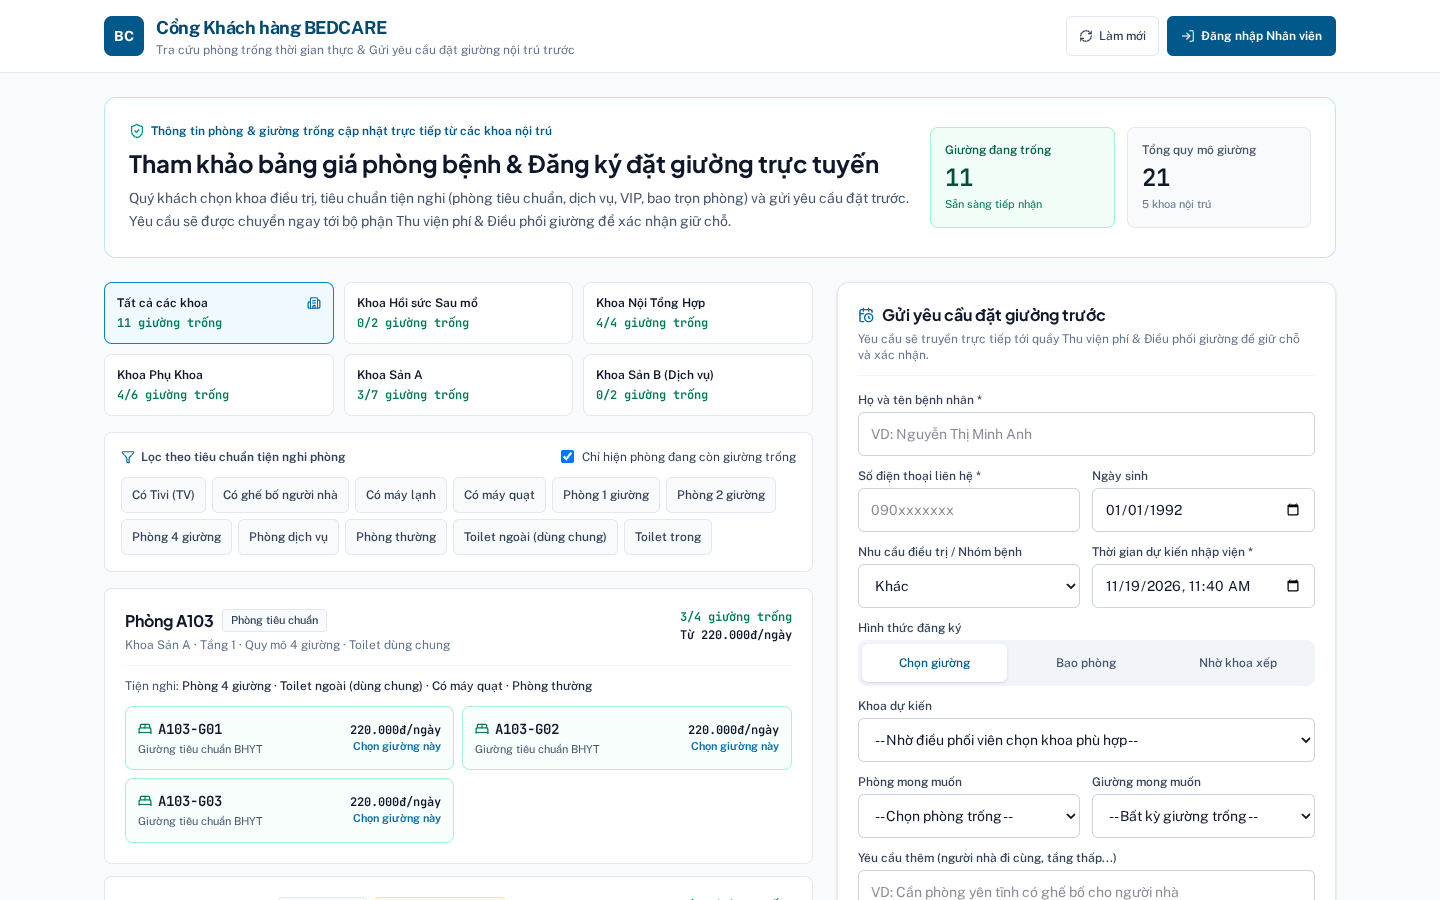 BC
Cổng Khách hàng BEDCARE
Tra cứu phòng trống thời gian thực & Gửi yêu cầu đặt giường nội trú trước
Làm mới
Đăng nhập Nhân viên
Thông tin phòng & giường trống cập nhật trực tiếp từ các khoa nội trú
Tham khảo bảng giá phòng bệnh & Đăng ký đặt giường trực tuyến
Quý khách chọn khoa điều trị, tiêu chuẩn tiện nghi (phòng tiêu chuẩn, dịch vụ, VIP, bao trọn phòng) và gửi yêu cầu đặt trước.
Yêu cầu sẽ được chuyển ngay tới bộ phận Thu viện phí & Điều phối giường để xác nhận giữ chỗ.
Giường đang trống
11
Sẵn sàng tiếp nhận
Tổng quy mô giường
21
5 khoa nội trú
Tất cả các khoa
11 giường trống
Khoa Hồi sức Sau mổ
0/2 giường trống
Khoa Nội Tổng Hợp
4/4 giường trống
Khoa Phụ Khoa
4/6 giường trống
Khoa Sản A
3/7 giường trống
Khoa Sản B (Dịch vụ)
0/2 giường trống
Lọc theo tiêu chuẩn tiện nghi phòng
Chỉ hiện phòng đang còn giường trống
Có Tivi (TV)
Có ghế bố người nhà
Có máy lạnh
Có máy quạt
Phòng 1 giường
Phòng 2 giường
Phòng 4 giường
Phòng dịch vụ
Phòng thường
Toilet ngoài (dùng chung)
Toilet trong
Phòng A103
Phòng tiêu chuẩn
Khoa Sản A · Tầng 1 · Quy mô 4 giường · Toilet dùng chung
3/4 giường trống
Từ 220.000đ/ngày
Tiện nghi: Phòng 4 giường · Toilet ngoài (dùng chung) · Có máy quạt · Phòng thường
A103-G01
Giường tiêu chuẩn BHYT
220.000đ/ngày
Chọn giường này
A103-G02
Giường tiêu chuẩn BHYT
220.000đ/ngày
Chọn giường này
A103-G03
Giường tiêu chuẩn BHYT
220.000đ/ngày
Chọn giường này
Gửi yêu cầu đặt giường trước
Yêu cầu sẽ truyền trực tiếp tới quầy Thu viện phí & Điều phối giường để giữ chỗ
và xác nhận.
Họ và tên bệnh nhân *
VD: Nguyễn Thị Minh Anh
Số điện thoại liên hệ *
090xxxxxxx
Ngày sinh
01/01/1992
Nhu cầu điều trị / Nhóm bệnh
Khác
Thời gian dự kiến nhập viện *
11/19/2026, 11:40 AM
Hình thức đăng ký
Chọn giường
Bao phòng
Nhờ khoa xếp
Khoa dự kiến
-- Nhờ điều phối viên chọn khoa phù hợp --
Phòng mong muốn
-- Chọn phòng trống --
Giường mong muốn
-- Bất kỳ giường trống --
Yêu cầu thêm (người nhà đi cùng, tầng thấp...)
VD: Cần phòng yên tĩnh có ghế bố cho người nhà